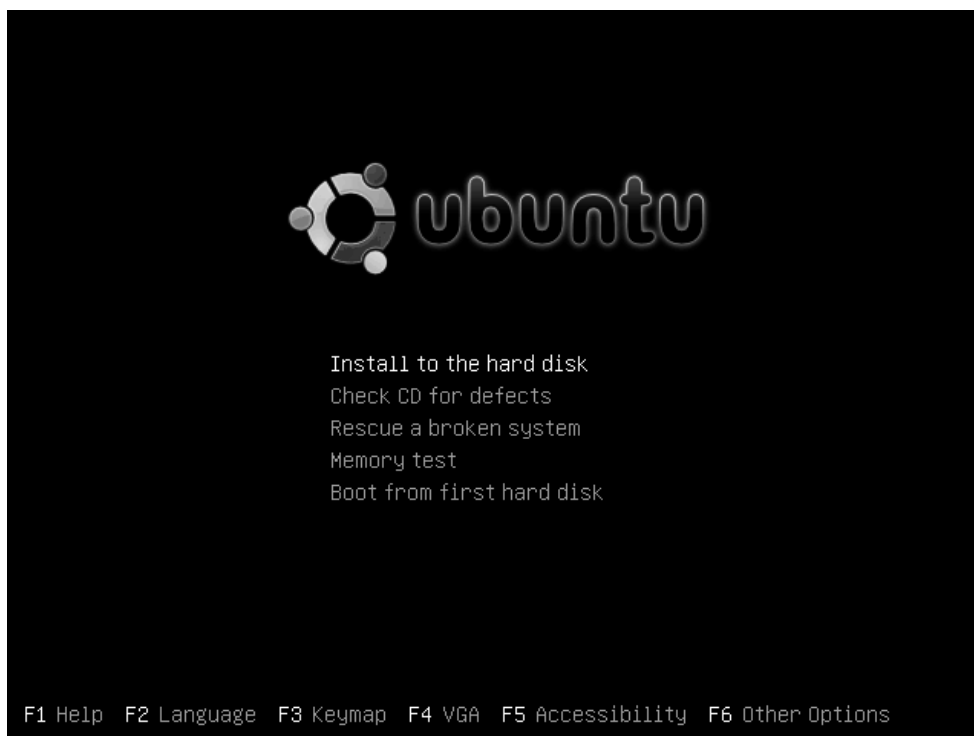 ubuntu
Install to the hard disk
Check CD for defects
Rescue a broken system
Memory test
Boot from first hard disk
F1 Help F2 Language F3 Keymap F4 VGA F5 Accessibility F6 Other Options